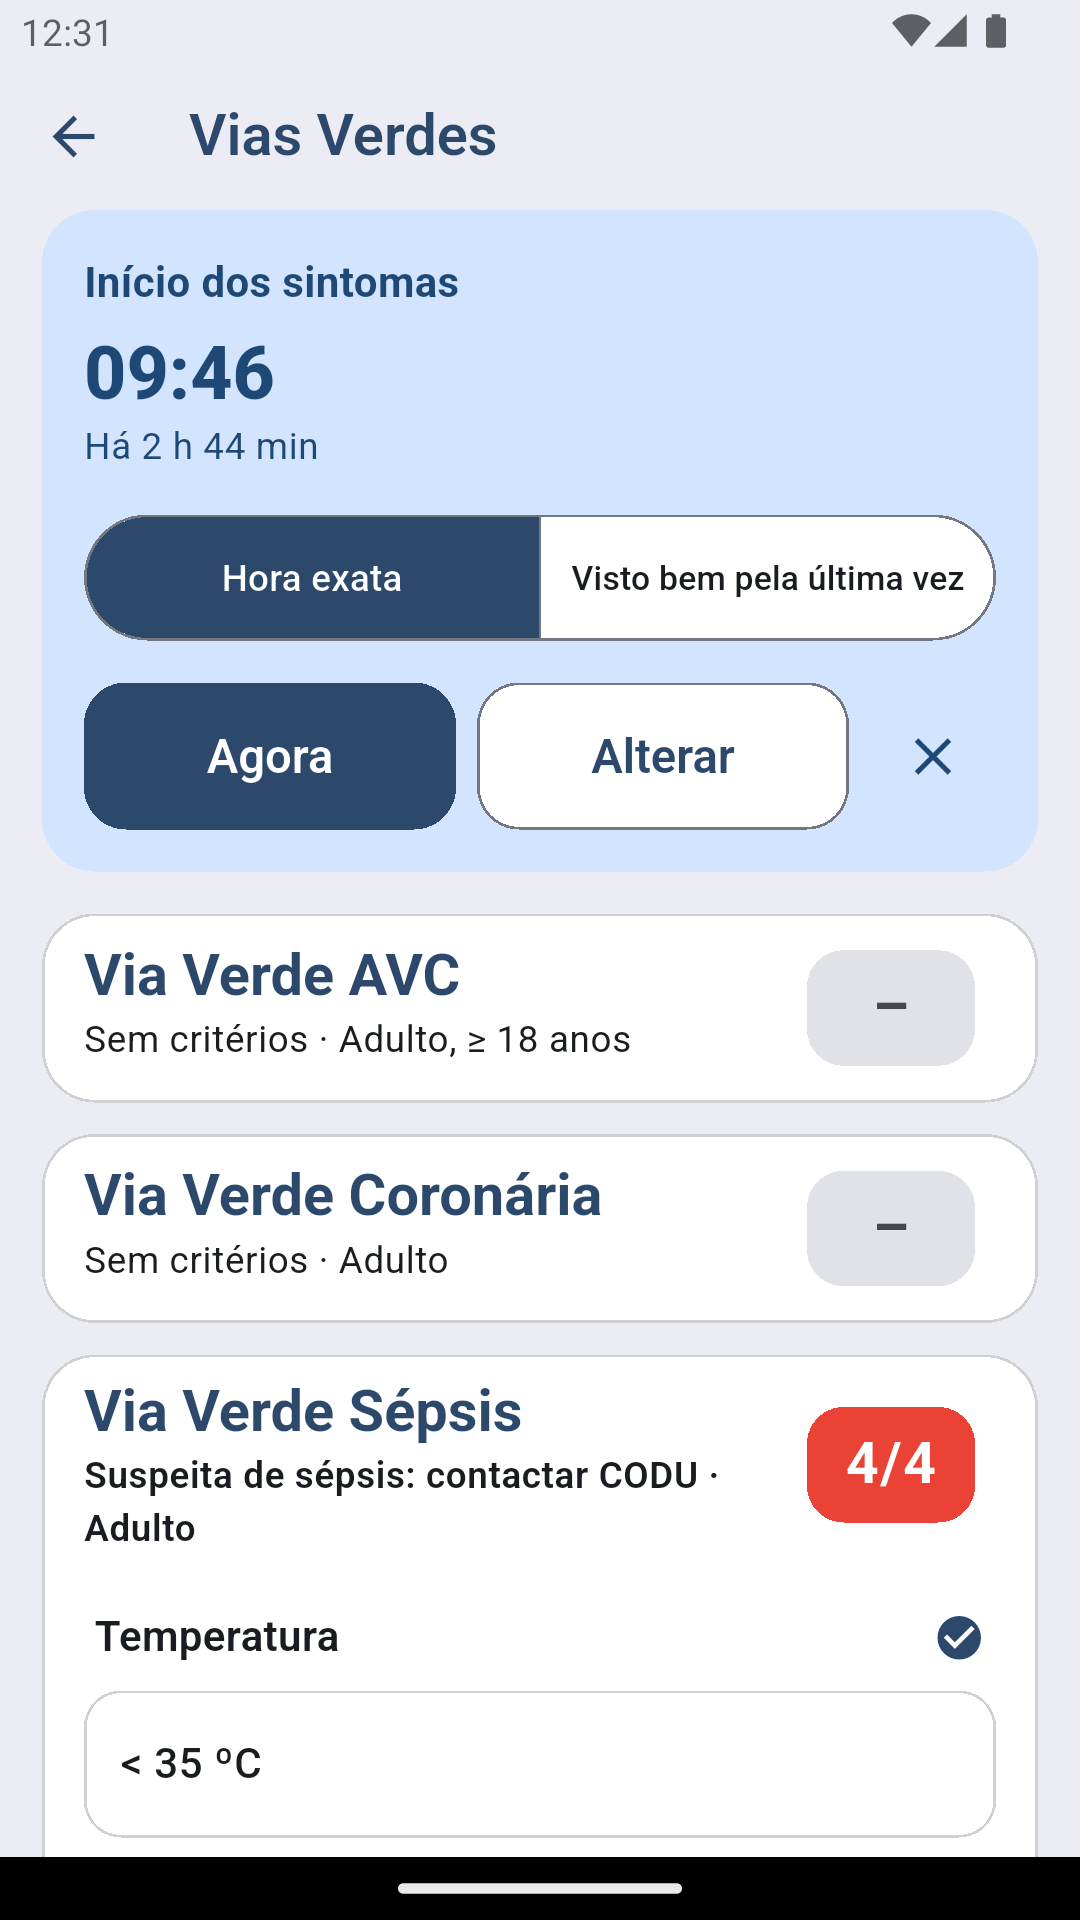 12:31
Vias Verdes
Início dos sintomas
09:46
Há 2 h 44 min
Hora exata
Visto bem pela última vez
Agora
Alterar
Via Verde AVC
Sem critérios · Adulto, ≥ 18 anos
–
Via Verde Coronária
Sem critérios · Adulto
–
Via Verde Sépsis
Suspeita de sépsis: contactar CODU ·
Adulto
4/4
Temperatura
< 35 ºC